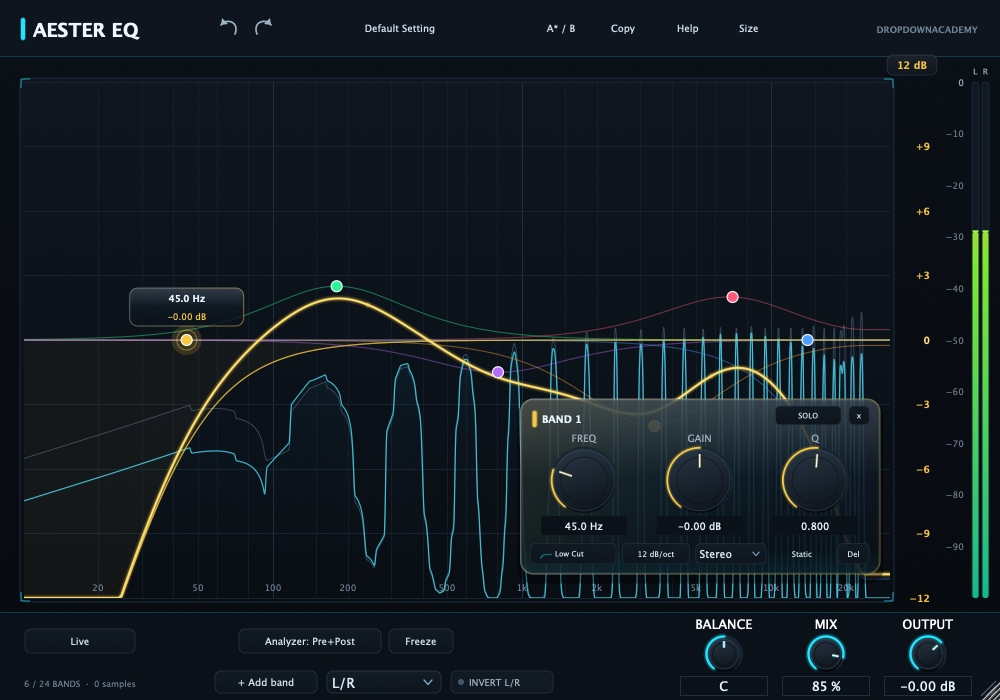 AESTER EQ
Default Setting
A* / B
Copy
Help
Size
DROPDOWNACADEMY
12 dB
L R
0
+9
−10
+6
−20
+3
−30
0
−40
−3
−50
−6
−60
−9
−70
−12
−80
−90
45.0 Hz
−0.00 dB
BAND 1
SOLO
x
FREQ
GAIN
Q
45.0 Hz
−0.00 dB
0.800
Low Cut
12 dB/oct
Stereo
Static
Del
20
50
100
200
500
1k
2k
5k
10k
20k
Live
Analyzer: Pre+Post
Freeze
BALANCE
MIX
OUTPUT
6 / 24 BANDS · 0 samples
+ Add band
L/R
INVERT L/R
C
85 %
−0.00 dB